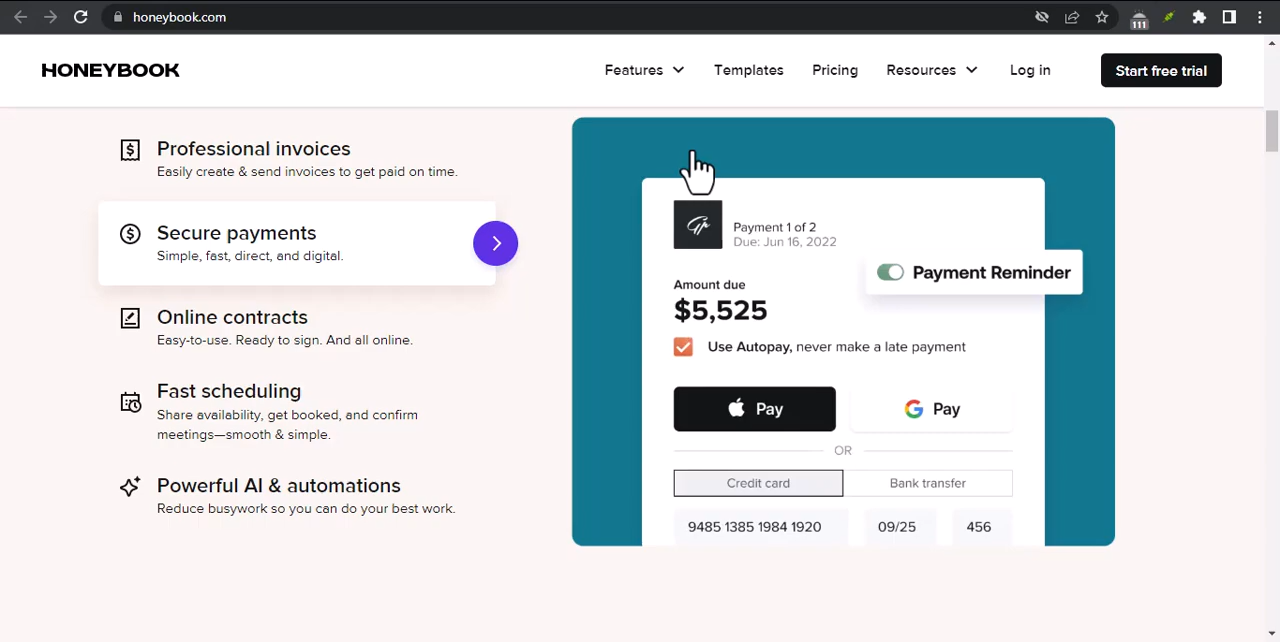 honeybook.com
111
HONEYBOOK
Features
Templates
Pricing
Resources
Log in
Start free trial
Professional invoices
Easily create & send invoices to get paid on time.
Secure payments
Simple, fast, direct, and digital.
Online contracts
Easy-to-use. Ready to sign. And all online.
Fast scheduling
Share availability, get booked, and confirm
meetings—smooth & simple.
Powerful AI & automations
Reduce busywork so you can do your best work.
Payment 1 of 2
Due: Jun 16, 2022
Payment Reminder
Amount due
$5,525
Use Autopay, never make a late payment
Pay
G Pay
OR
Credit card
Bank transfer
9485 1385 1984 1920
09/25
456